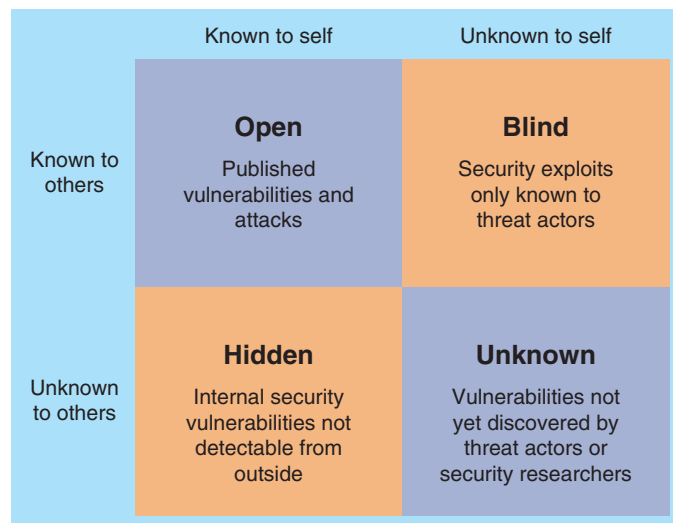 Known to self
Unknown to self
Known to
others
Open
Published
vulnerabilities and
attacks
Blind
Security exploits
only known to
threat actors
Unknown
to others
Hidden
Internal security
vulnerabilities not
detectable from
outside
Unknown
Vulnerabilities not
yet discovered by
threat actors or
security researchers